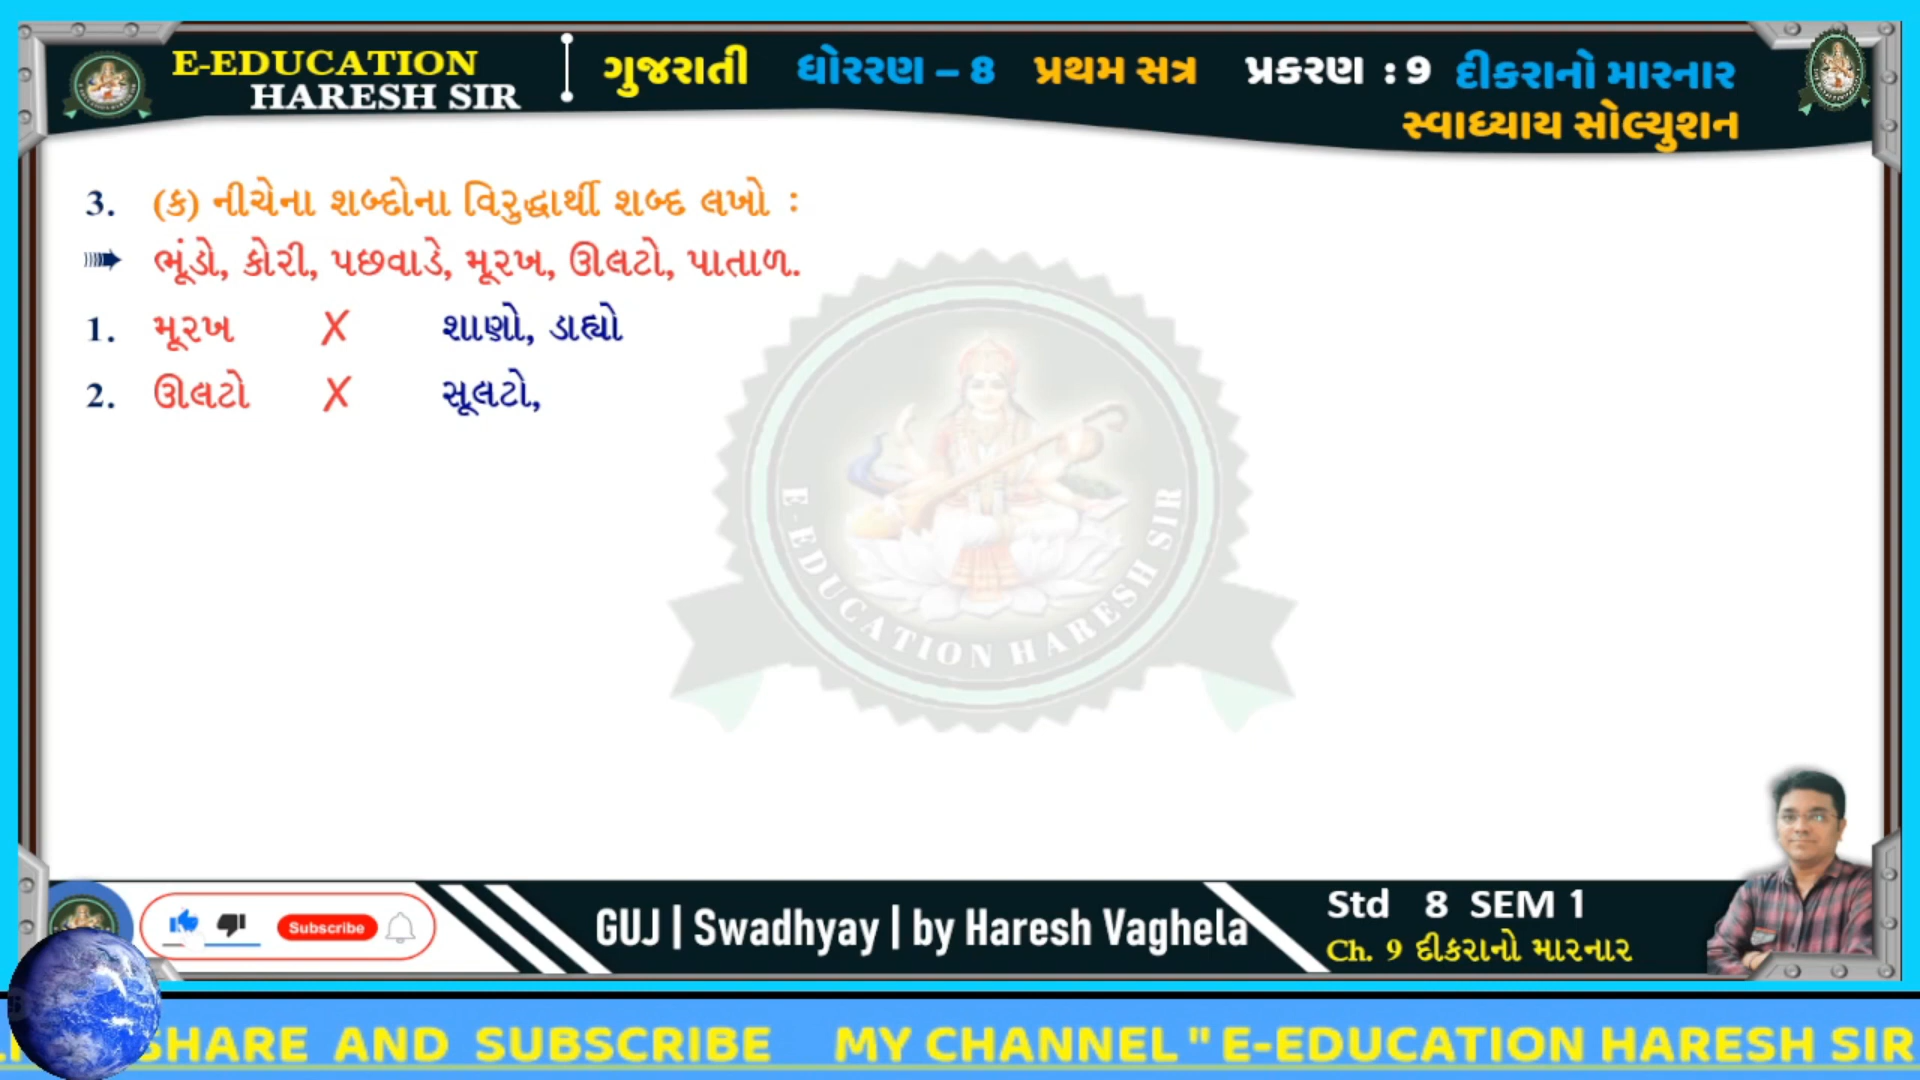 E-EDUCATION
HARESH SIR
ગુજરાતી ધોરરણ – 8 પ્રથમ સત્ર પ્રકરણ : 9 દીકરાનો મારનાર
સ્વાધ્યાય સોલ્યુશન
3. (ક) નીચેના શબ્દોના વિરુદ્ધાર્થી શબ્દ લખો :
ભૂંડો, કોરી, પછવાડે, મૂરખ, ઊલટો, પાતાળ.
1. મૂરખ X શાણો, ડાહ્યો
2. ઊલટો X સૂલટો,
E-EDUCATION HARESH SIR
Subscribe
GUJ | Swadhyay | by Haresh Vaghela
Std 8 SEM 1
Ch. 9 દીકરાનો મારનાર
SHARE AND SUBSCRIBE MY CHANNEL " E-EDUCATION HARESH SIR